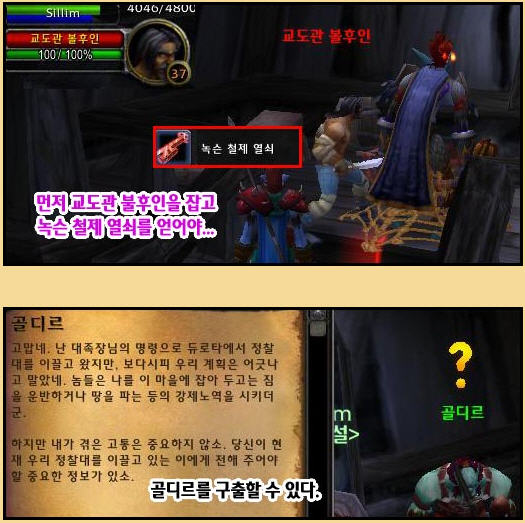 Sillim
4046/4800
교도관 볼후인
100/ 100%
37
교도관 볼후인
녹슨 철제 열쇠
먼저 교도관 볼후인을 잡고
녹슨 철제 열쇠를 얻어야...
골디르
고맙네. 난 대족장님의 명령으로 듀로타에서 정찰
대를 이끌고 왔지만, 보다시피 우리 계획은 어긋나
고 말았네. 놈들은 나를 이 마을에 잡아 두고는 짐
을 운반하거나 땅을 파는 등의 강제노역을 시키더
군.
하지만 내가 겪은 고통은 중요하지 않소. 당신이 현
재 우리 정찰대를 이끌고 있는 이에게 전해 주어야
할 중요한 정보가 있소.
?
골디르
m
설>
골디르를 구출할 수 있다.